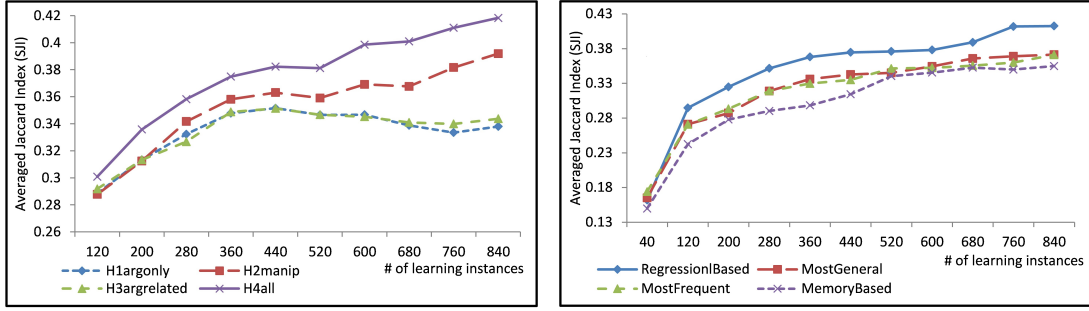 Averaged Jaccard Index (SJI)
0.42
0.4
0.38
0.36
0.34
0.32
0.3
0.28
0.26
120 200 280 360 440 520 600 680 760 840
# of learning instances
H1argonly H2manip
H3argrelated H4all
Averaged Jaccard Index (SJI)
0.43
0.38
0.33
0.28
0.23
0.18
0.13
40 120 200 280 360 440 520 600 680 760 840
# of learning instances
RegressionlBased MostGeneral
MostFrequent MemoryBased